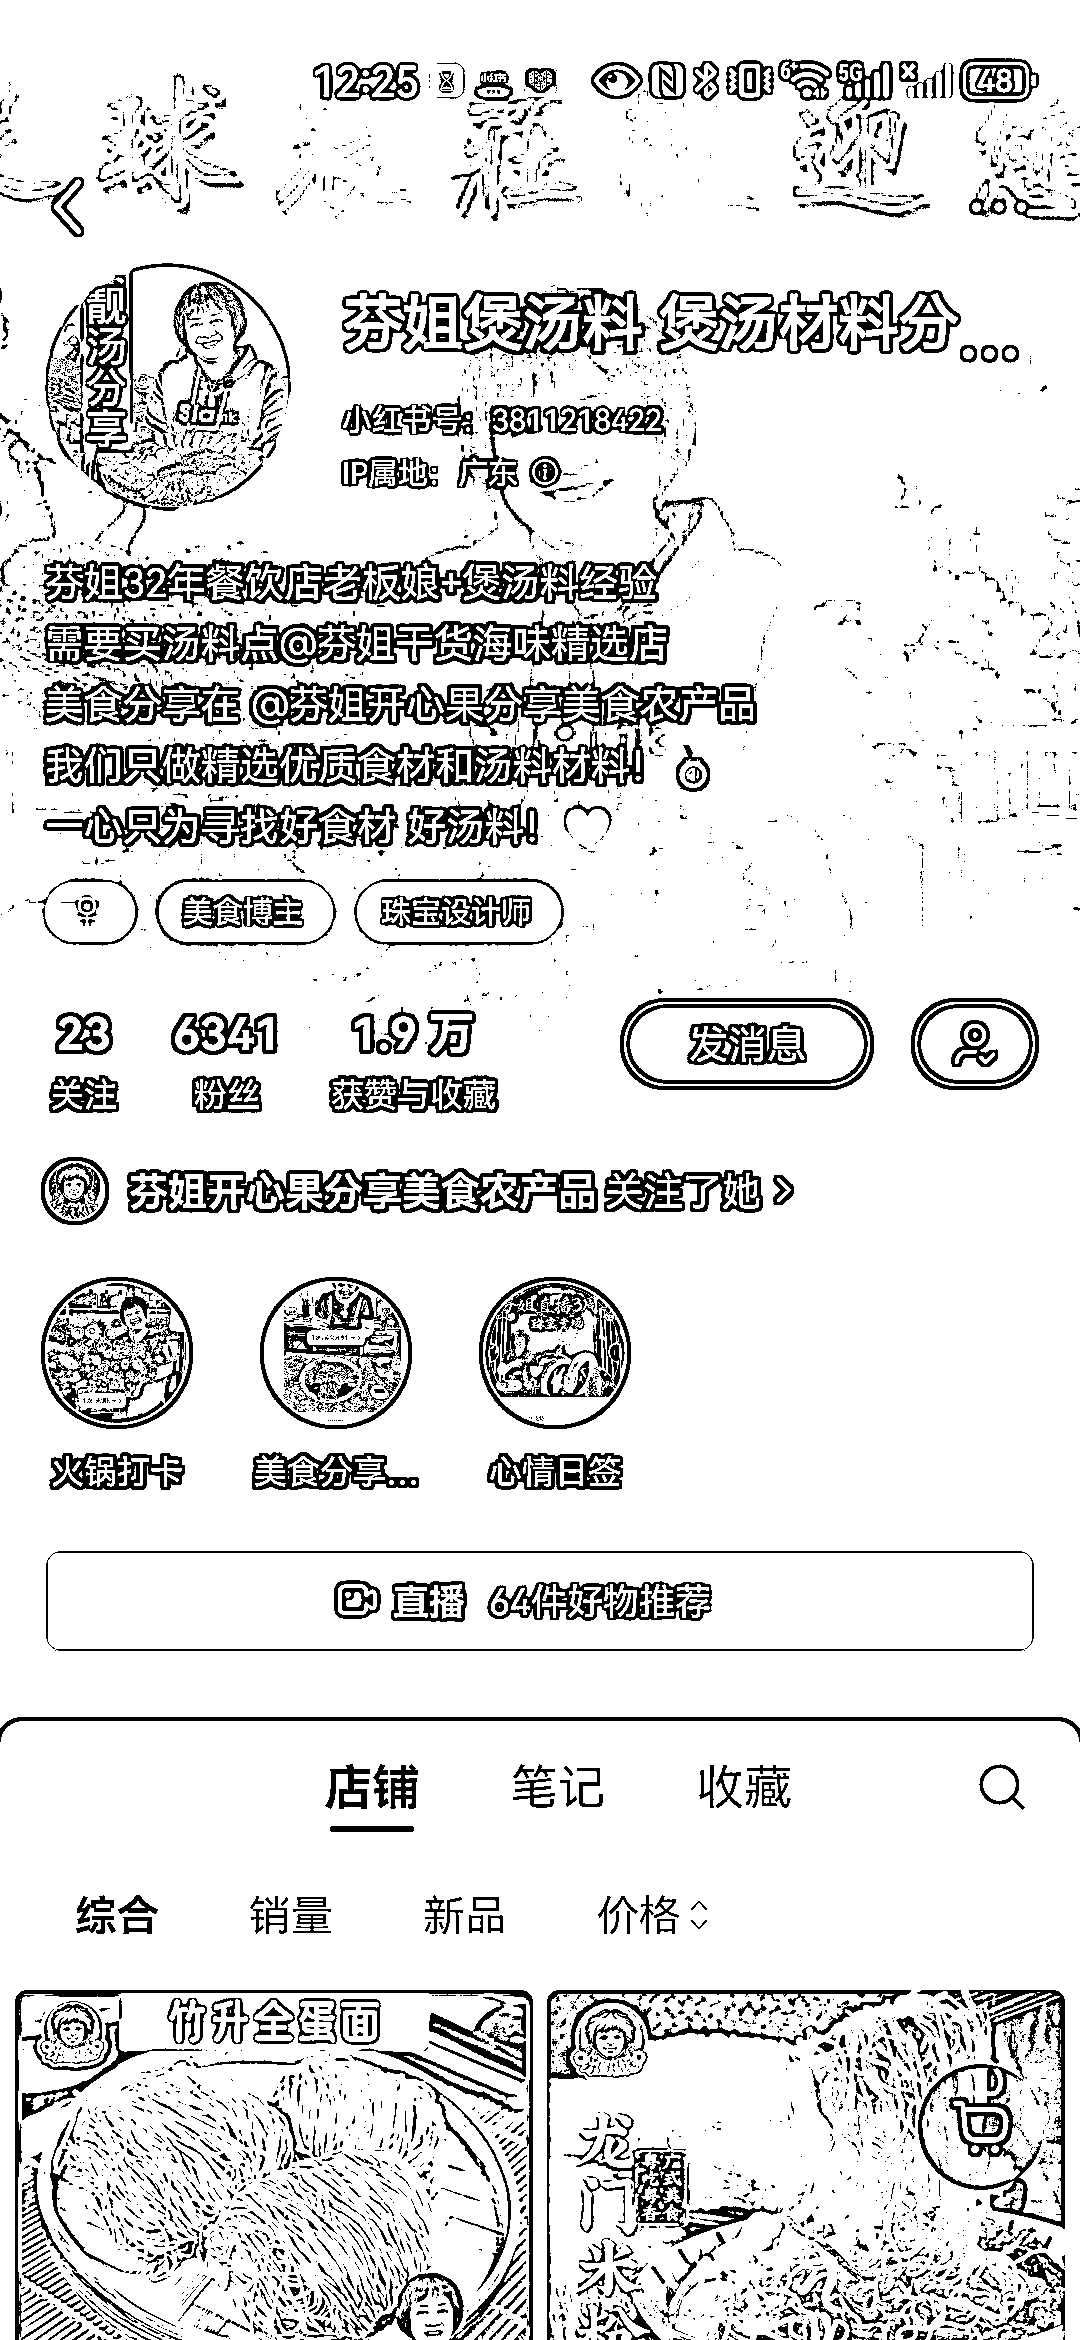 12:25
5G
48
球 莊 迎
靓汤分享
芬姐煲汤料 煲汤材料分...
小红书号：3811218422
IP属地：广东
芬姐32年餐饮店老板娘+煲汤料经验
需要买汤料点@芬姐干货海味精选店
美食分享在 @芬姐开心果分享美食农产品
我们只做精选优质食材和汤料材料！
一心只为寻找好食材 好汤料！
美食博主 珠宝设计师
23 6341 1.9万
关注 粉丝 获赞与收藏
发消息
芬姐开心果分享美食农产品 关注了她 >
火锅打卡 美食分享... 心情日签
直播 64件好物推荐
店铺 笔记 收藏
综合 销量 新品 价格
竹升全蛋面
龙门米粉